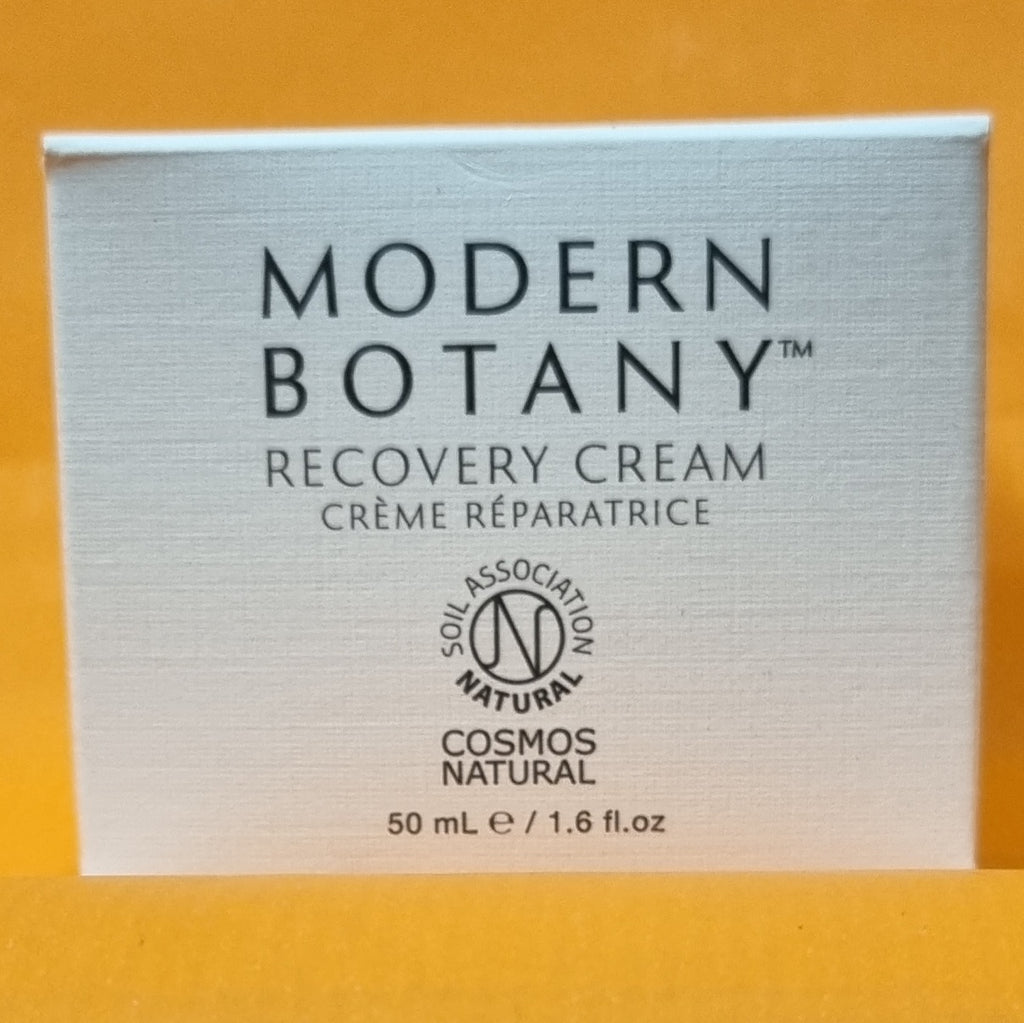 MODERN
BOTANY™
RECOVERY CREAM
CRÈME RÉPARATRICE
SOIL ASSOCIATION
N
NATURAL
COSMOS
NATURAL
50 mL ℮ / 1.6 fl.oz